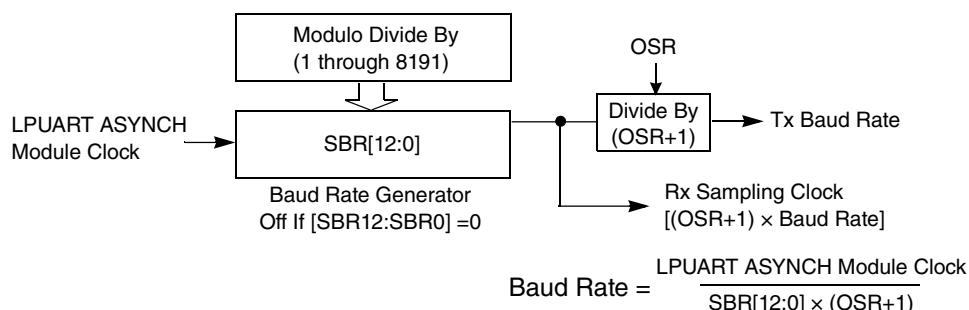 Modulo Divide By
(1 through 8191)
OSR
LPUART ASYNCH
Module Clock
SBR[12:0]
Divide By
(OSR+1)
Tx Baud Rate
Baud Rate Generator
Off If [SBR12:SBR0] =0
Rx Sampling Clock
[(OSR+1) × Baud Rate]
Baud Rate =
LPUART ASYNCH Module Clock
SBR[12:0] × (OSR+1)